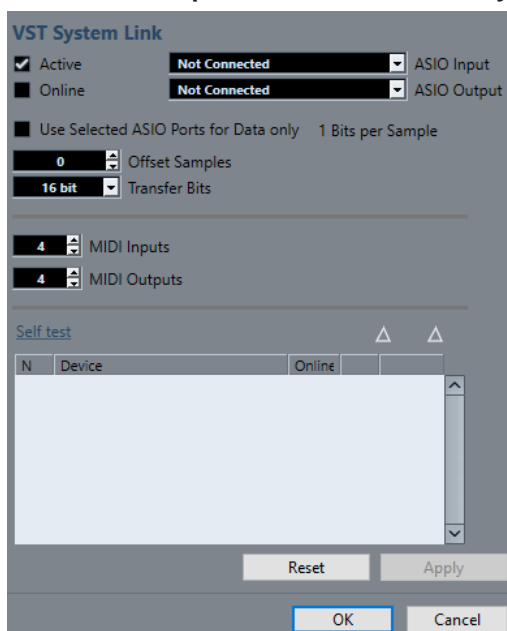 VST System Link
Active Not Connected ASIO Input
Online Not Connected ASIO Output
Use Selected ASIO Ports for Data only 1 Bits per Sample
0 Offset Samples
16 bit Transfer Bits
4 MIDI Inputs
4 MIDI Outputs
Self test
N Device Online
Reset Apply
OK Cancel